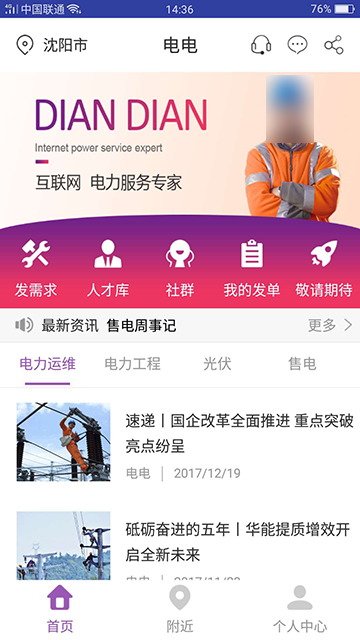 中国联通
14:36
76%
沈阳市
电电
DIAN DIAN
Internet power service expert
互联网 电力服务专家
发需求
人才库
社群
我的发单
敬请期待
最新资讯 售电周事记
更多
电力运维
电力工程
光伏
售电
速递丨国企改革全面推进 重点突破
亮点纷呈
电电 | 2017/12/19
砥砺奋进的五年丨华能提质增效开
启全新未来
首页
附近
个人中心